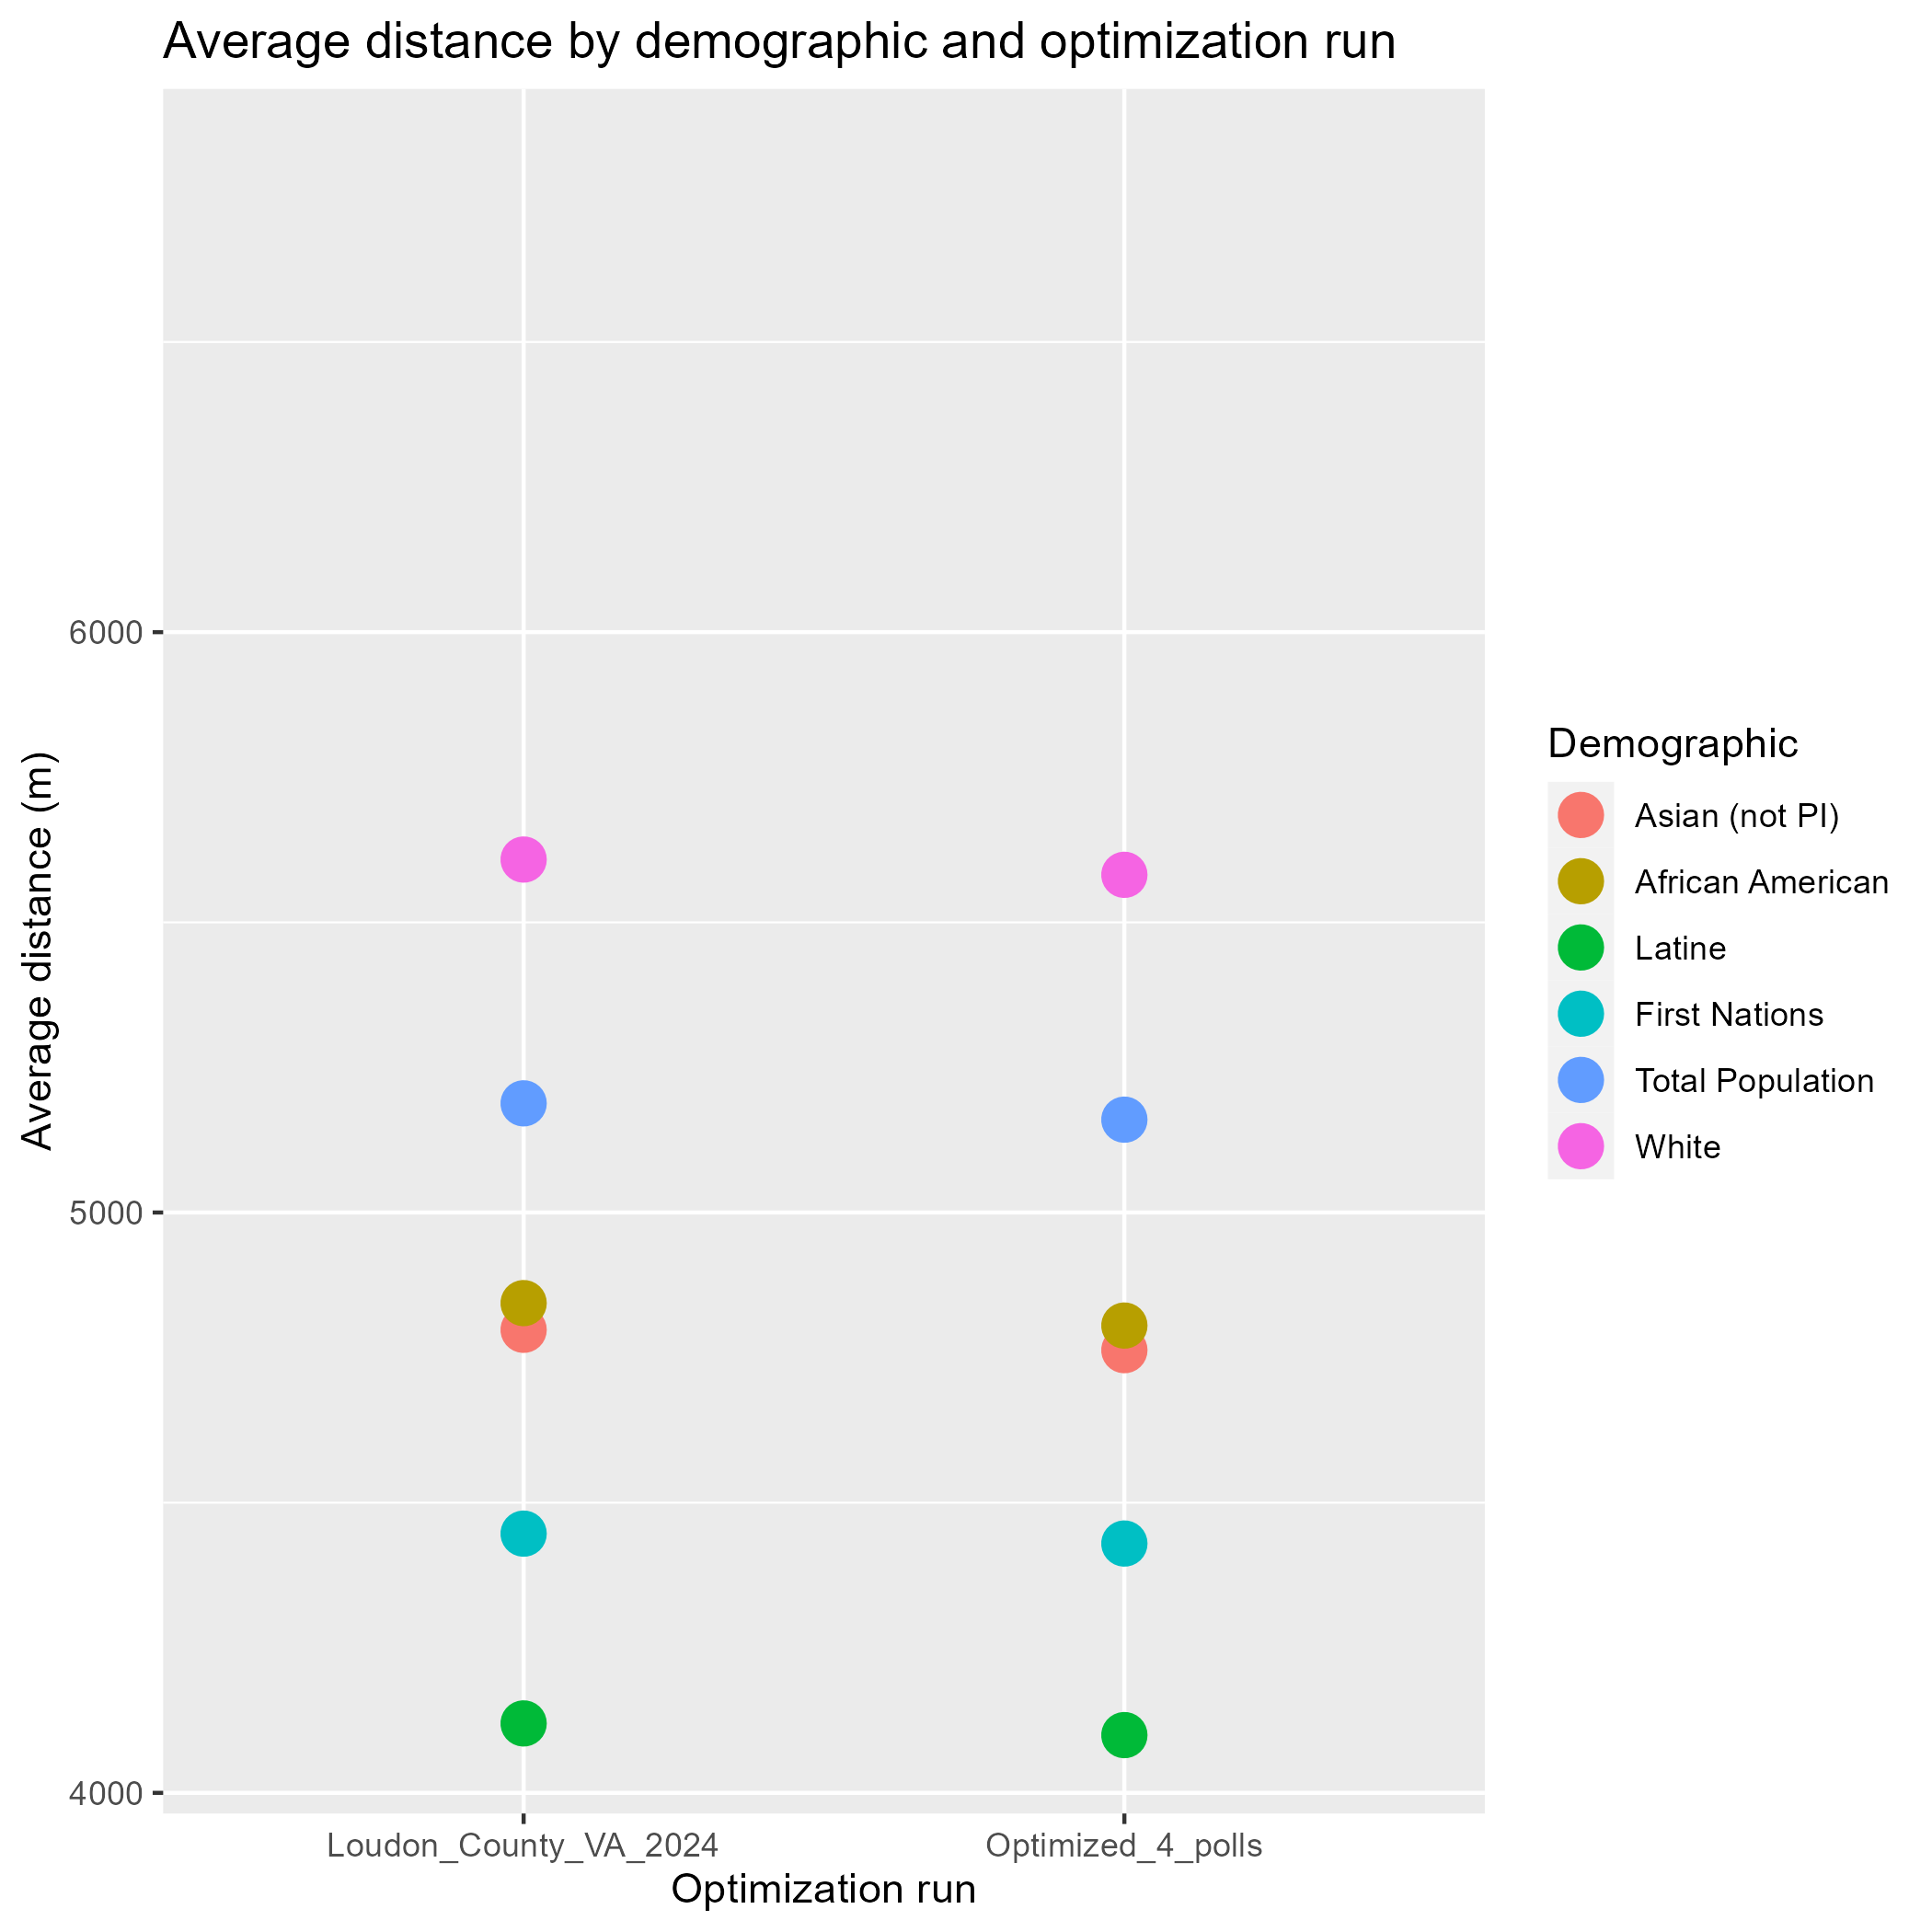 Average distance by demographic and optimization run
Average distance (m)
6000
5000
4000
Loudon_County_VA_2024
Optimized_4_polls
Optimization run
Demographic
Asian (not PI)
African American
Latine
First Nations
Total Population
White